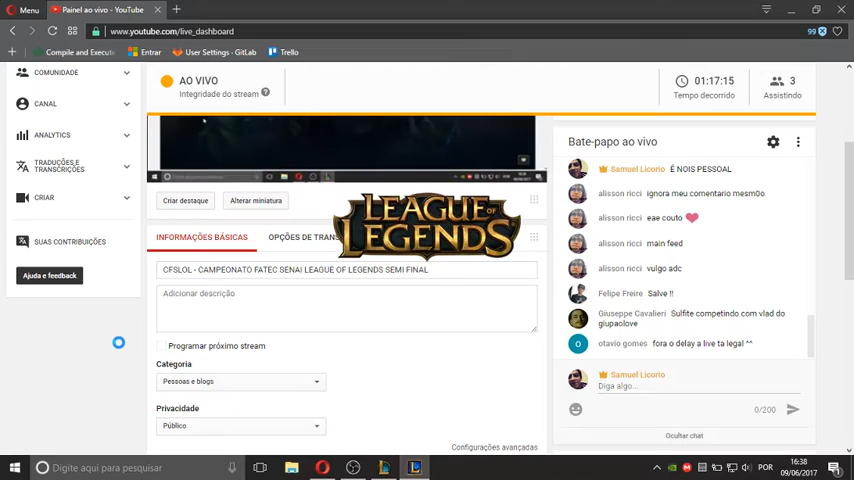 Menu
Painel ao vivo - YouTube
www.youtube.com/live_dashboard
99
Compile and Execute
Entrar
User Settings · GitLab
Trello
COMUNIDADE
CANAL
ANALYTICS
TRADUÇÕES E
TRANSCRIÇÕES
CRIAR
SUAS CONTRIBUIÇÕES
Ajuda e feedback
AO VIVO
Integridade do stream
01:17:15
Tempo decorrido
3
Assistindo
Criar destaque
Alterar miniatura
LEAGUE OF
LEGENDS
INFORMAÇÕES BÁSICAS
OPÇÕES DE TRANS
CFSLOL - CAMPEONATO FATEC SENAI LEAGUE OF LEGENDS SEMI FINAL
Adicionar descrição
Programar próximo stream
Categoria
Pessoas e blogs
Privacidade
Público
Configurações avançadas
Bate-papo ao vivo
Samuel Licorio É NOIS PESSOAL
alisson ricci ignora meu comentario mesm0o
alisson ricci eae couto
alisson ricci main feed
alisson ricci vulgo adc
Felipe Freire Salve !!
Giuseppe Cavalieri Sulfite competindo com vlad do
giupaolove
otavio gomes fora o delay a live ta legal ^^
Samuel Licorio
Diga algo...
0/200
Ocultar chat
Digite aqui para pesquisar
POR
16:38
09/06/2017